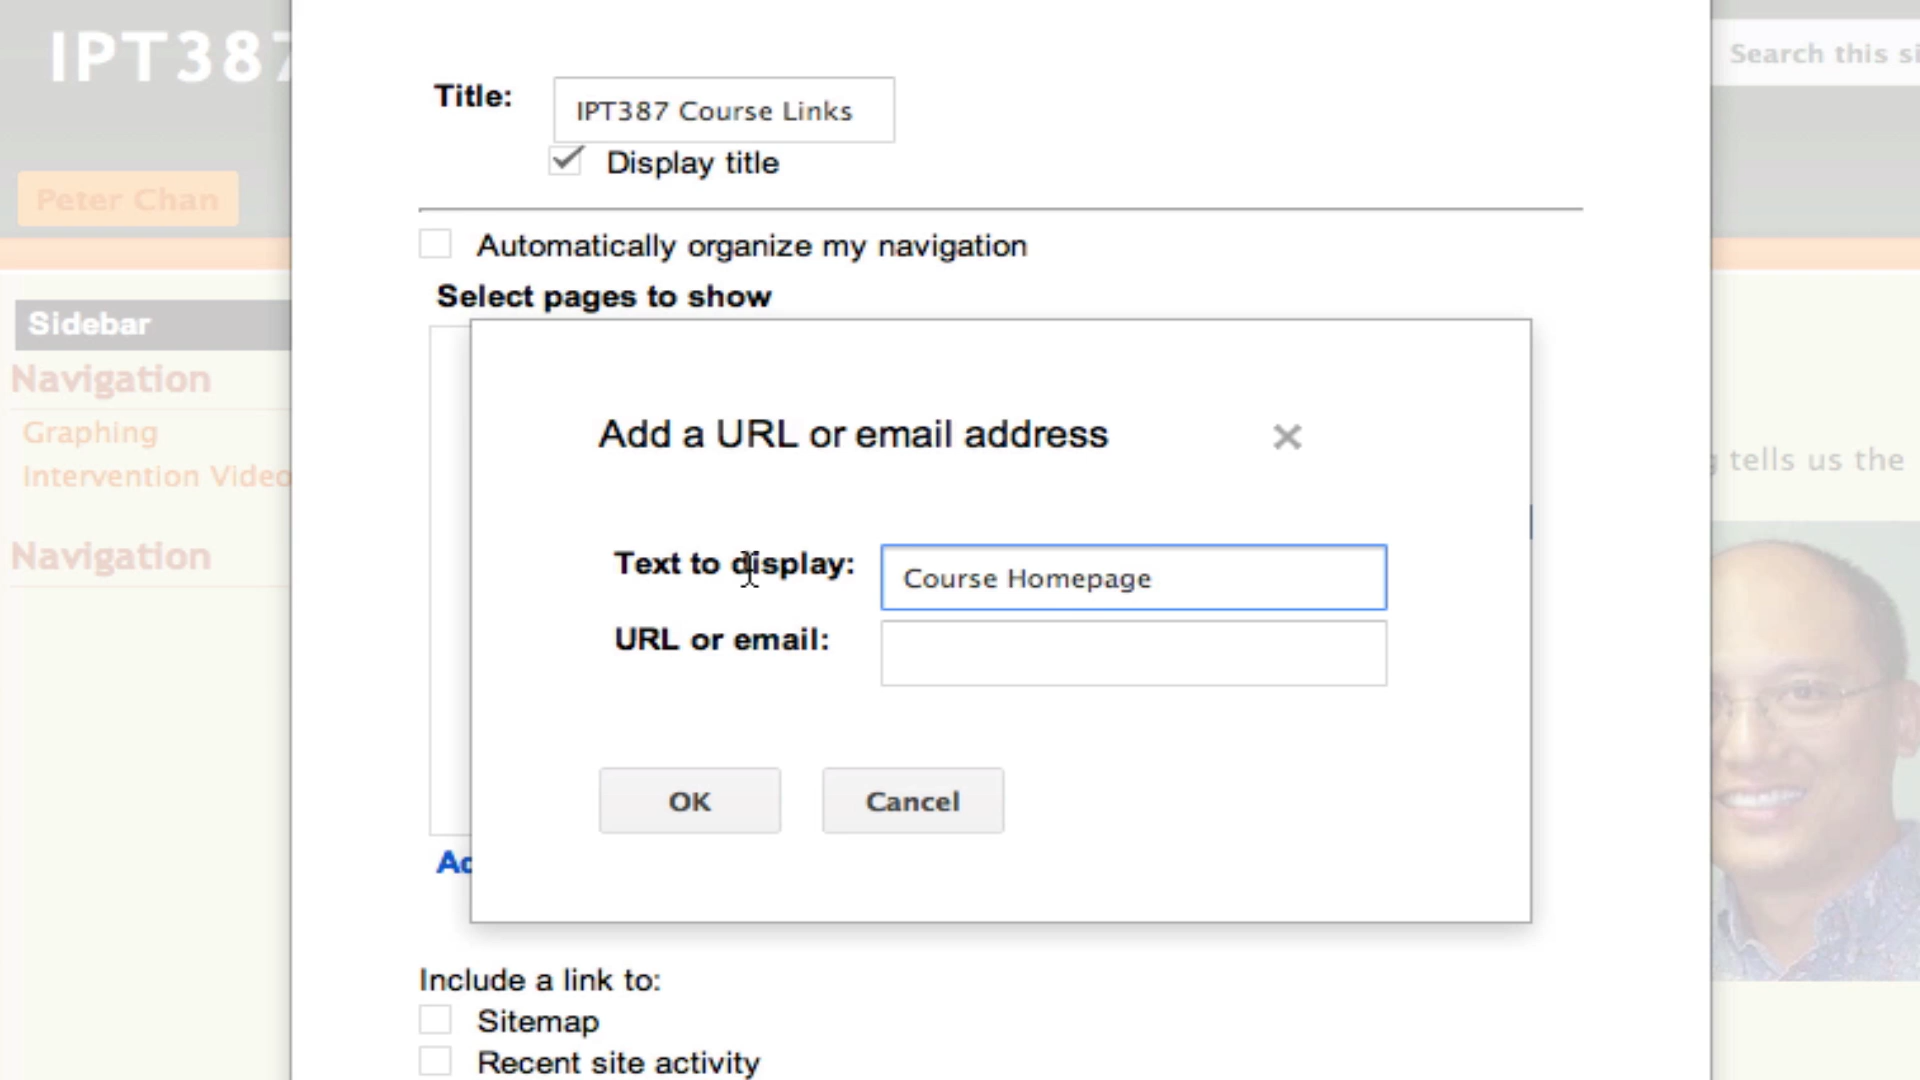 IPT387
Search this si
Title: IPT387 Course Links
Display title
Peter Chan
Automatically organize my navigation
Select pages to show
Sidebar
Navigation
Graphing
Intervention Video
Navigation
Add a URL or email address
tells us the
Text to display: Course Homepage
URL or email:
OK Cancel
Include a link to:
Sitemap
Recent site activity